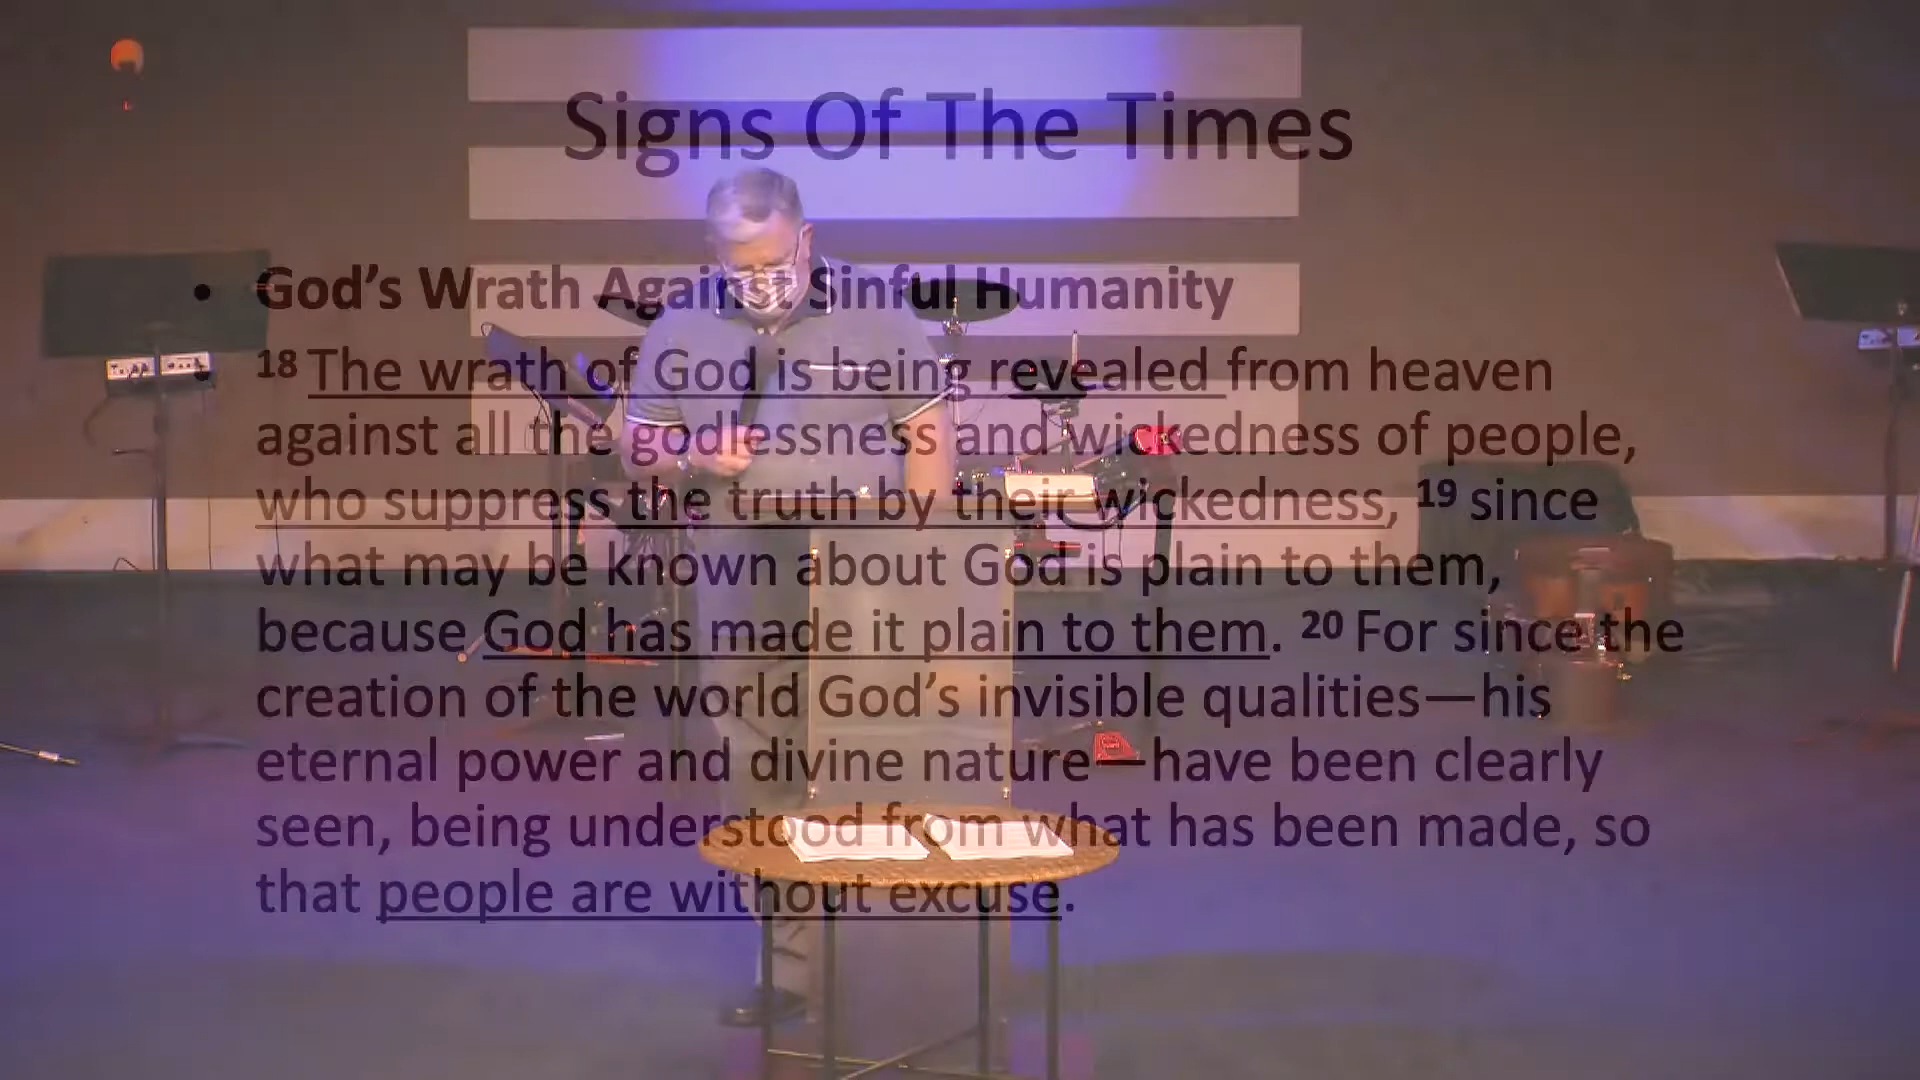 Signs Of The Times
• God's Wrath Against Sinful Humanity
• 18 The wrath of God is being revealed from heaven
against all the godlessness and wickedness of people,
who suppress the truth by their wickedness, 19 since
what may be known about God is plain to them,
because God has made it plain to them. 20 For since the
creation of the world God's invisible qualities—his
eternal power and divine nature—have been clearly
seen, being understood from what has been made, so
that people are without excuse.